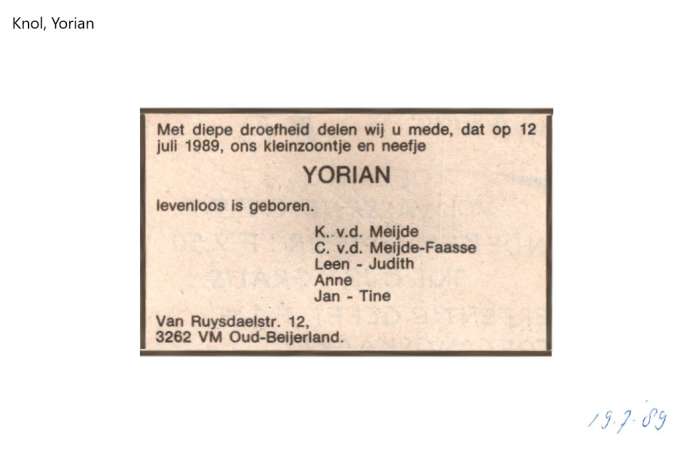 Knol, Yorian
Met diepe droefheid delen wij u mede, dat op 12
juli 1989, ons kleinzoontje en neefje
YORIAN
levenloos is geboren.
K. v.d. Meijde
C. v.d. Meijde-Faasse
Leen - Judith
Anne
Jan - Tine
Van Ruysdaelstr. 12,
3262 VM Oud-Beijerland.
19.7.'89